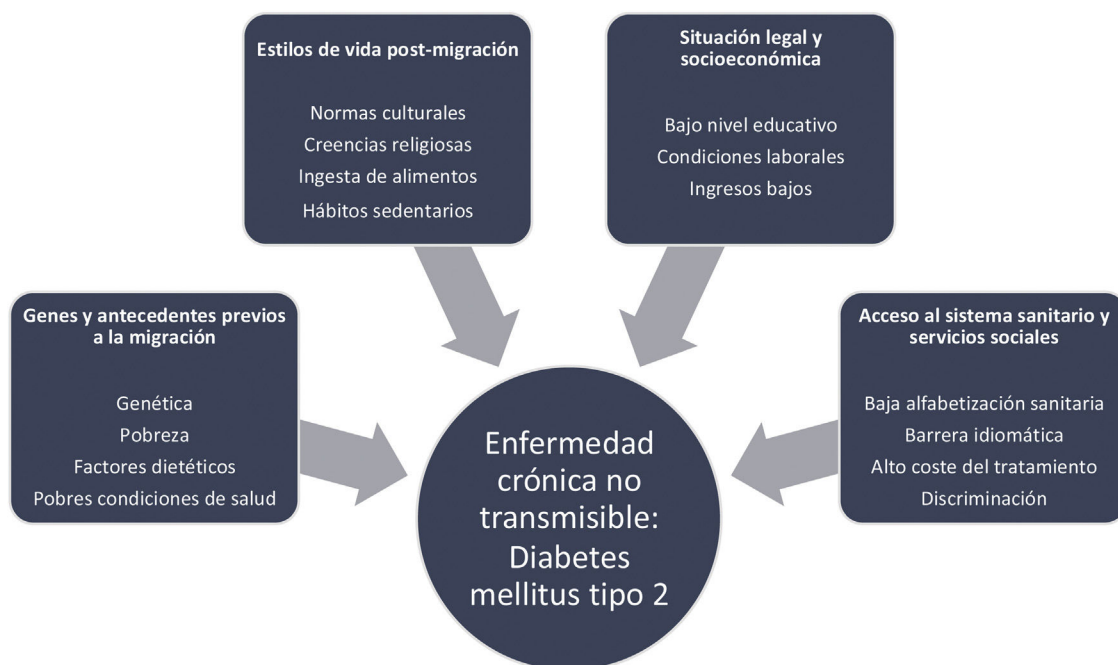 Estilos de vida post-migración
Normas culturales
Creencias religiosas
Ingesta de alimentos
Hábitos sedentarios
Situación legal y
socioeconómica
Bajo nivel educativo
Condiciones laborales
Ingresos bajos
Genes y antecedentes previos
a la migración
Genética
Pobreza
Factores dietéticos
Pobres condiciones de salud
Acceso al sistema sanitario y
servicios sociales
Baja alfabetización sanitaria
Barrera idiomática
Alto coste del tratamiento
Discriminación
Enfermedad
crónica no
transmisible:
Diabetes
mellitus tipo 2